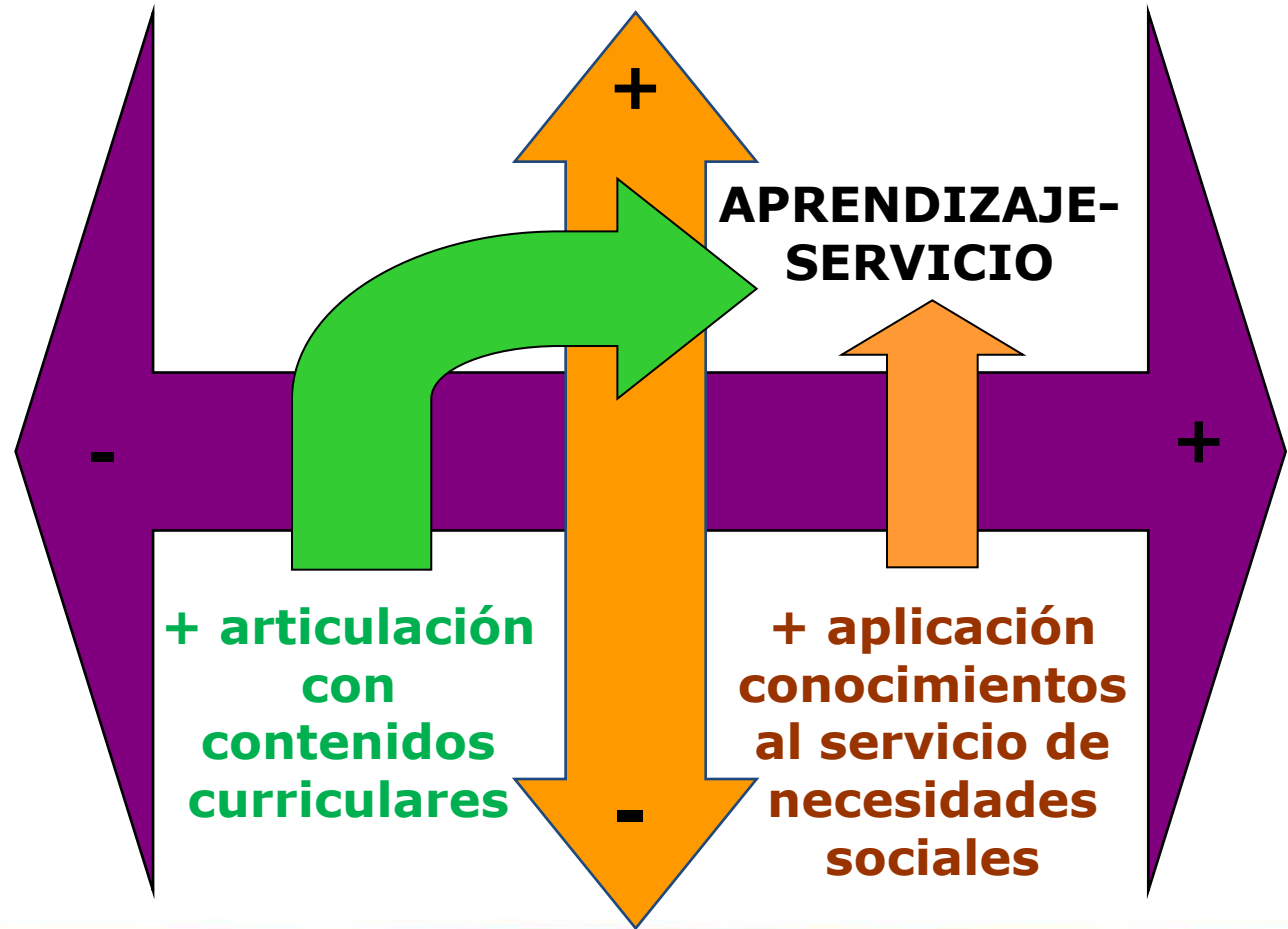 +
APRENDIZAJE-
SERVICIO
-
+
+ articulación
con
contenidos
curriculares
+ aplicación
conocimientos
al servicio de
necesidades
sociales
-